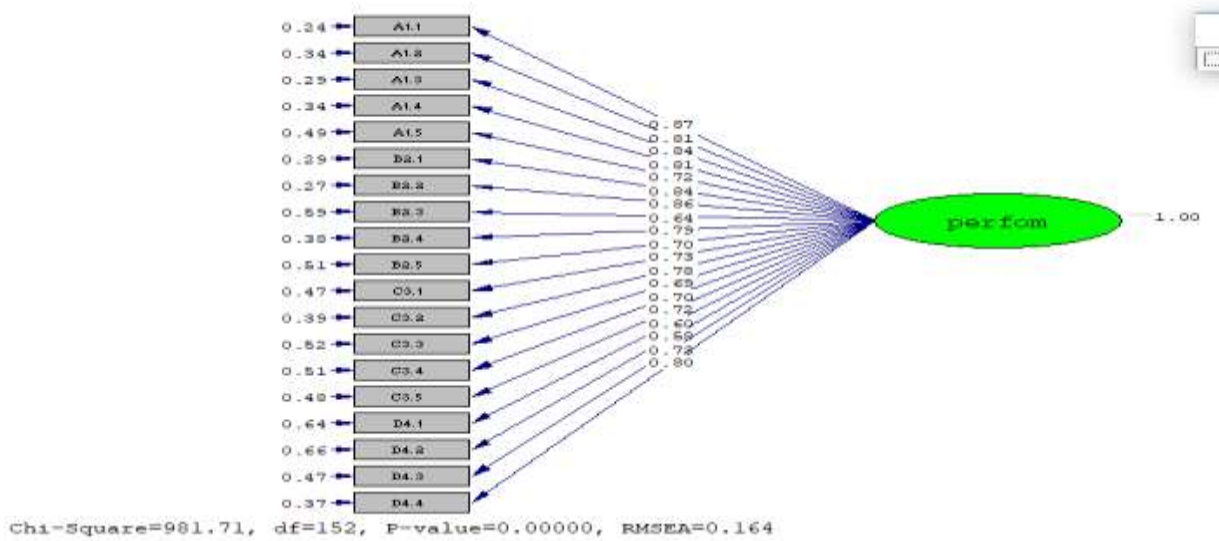 0.24 A1.1
0.34 A1.2
0.29 A1.3
0.34 A1.4
0.49 A1.5
0.29 B2.1
0.27 B2.2
0.59 B2.3
0.38 B2.4
0.51 B2.5
0.47 C3.1
0.39 C3.2
0.52 C3.3
0.51 C3.4
0.48 C3.5
0.64 D4.1
0.66 D4.2
0.47 D4.3
0.37 D4.4
0.87
0.81
0.84
0.81
0.72
0.84
0.86
0.64
0.79
0.70
0.73
0.78
0.69
0.70
0.72
0.60
0.73
0.80
perfom
1.00
Chi-Square=981.71, df=152, P-value=0.00000, RMSEA=0.164